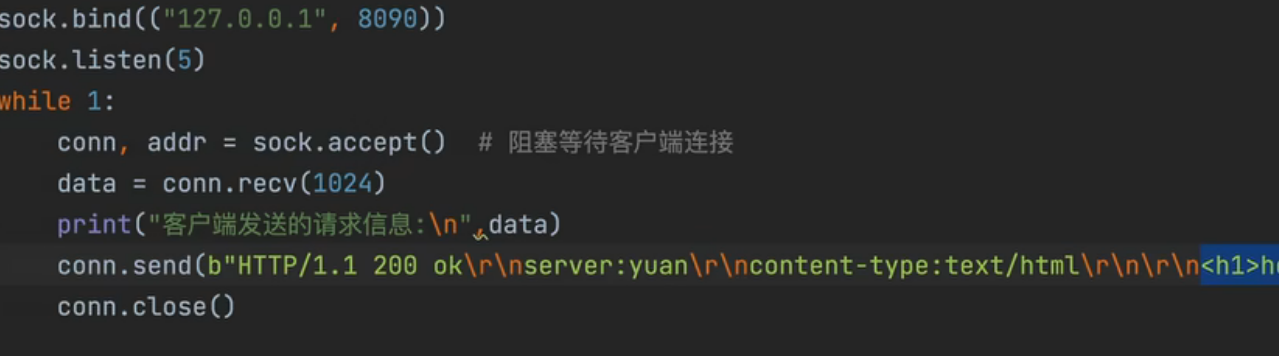 sock.bind(("127.0.0.1", 8090))
sock.listen(5)
while 1:
    conn, addr = sock.accept()  # 阻塞等待客户端连接
    data = conn.recv(1024)
    print("客户端发送的请求信息:\n",data)
    conn.send(b"HTTP/1.1 200 ok\r\nserver:yuan\r\ncontent-type:text/html\r\n\r\n<h1>
    conn.close()